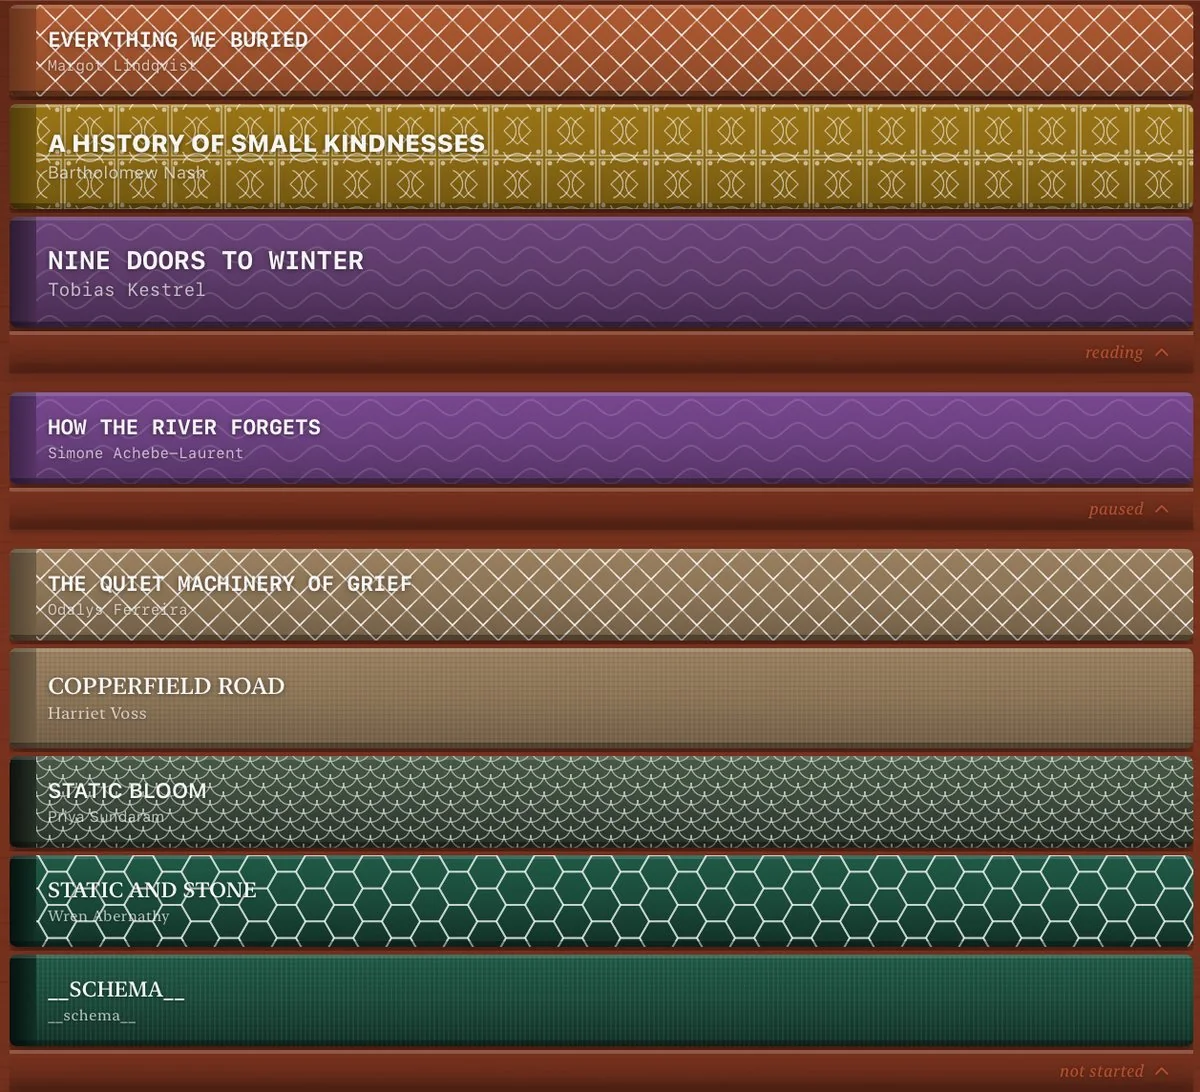 EVERYTHING WE BURIED
Margot Lindqvist
A HISTORY OF SMALL KINDNESSES
Bartholomew Nash
NINE DOORS TO WINTER
Tobias Kestrel
reading
HOW THE RIVER FORGETS
Simone Achebe-Laurent
paused
THE QUIET MACHINERY OF GRIEF
Odalys Ferreira
COPPERFIELD ROAD
Harriet Voss
STATIC BLOOM
Priya Sundaram
STATIC AND STONE
Wren Abernathy
__SCHEMA__
__schema__
not started